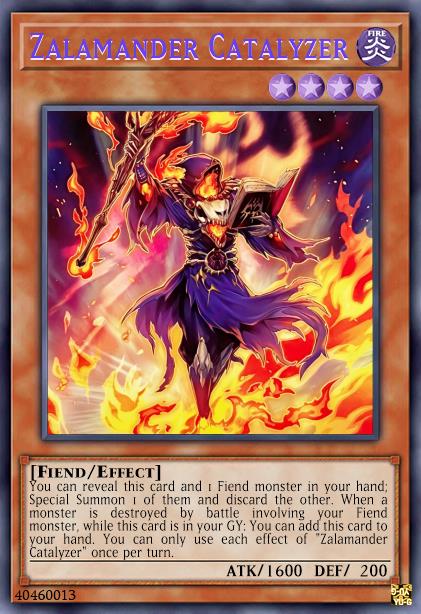 Zalamander Catalyzer
FIRE
炎
[Fiend/Effect]
You can reveal this card and 1 Fiend monster in your hand;
Special Summon 1 of them and discard the other. When a
monster is destroyed by battle involving your Fiend
monster, while this card is in your GY: You can add this card to
your hand. You can only use each effect of "Zalamander
Catalyzer" once per turn.
ATK/1600 DEF/ 200
40460013